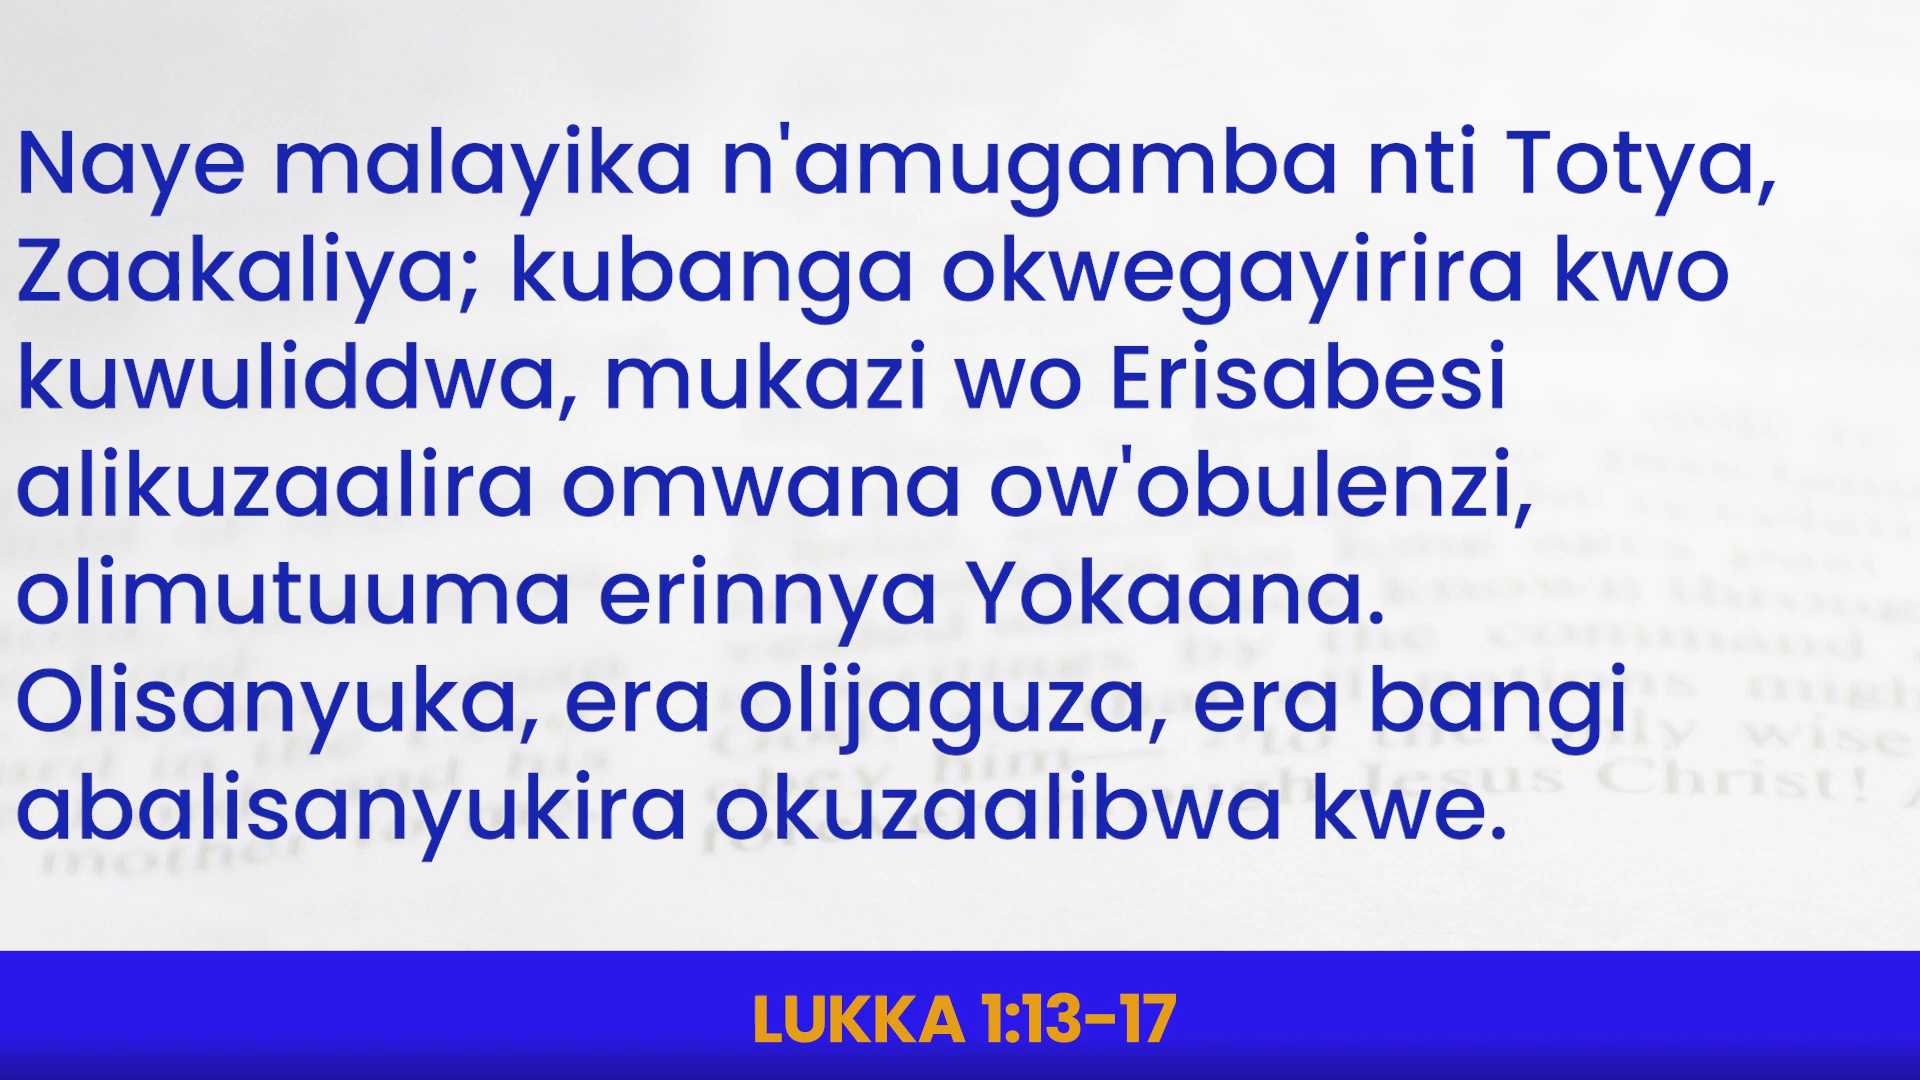 Naye malayika n'amugamba nti Totya,
Zaakaliya; kubanga okwegayirira kwo
kuwuliddwa, mukazi wo Erisabesi
alikuzaalira omwana ow'obulenzi,
olimutuuma erinnya Yokaana.
Olisanyuka, era olijaguza, era bangi
abalisanyukira okuzaalibwa kwe.
LUKKA 1:13-17